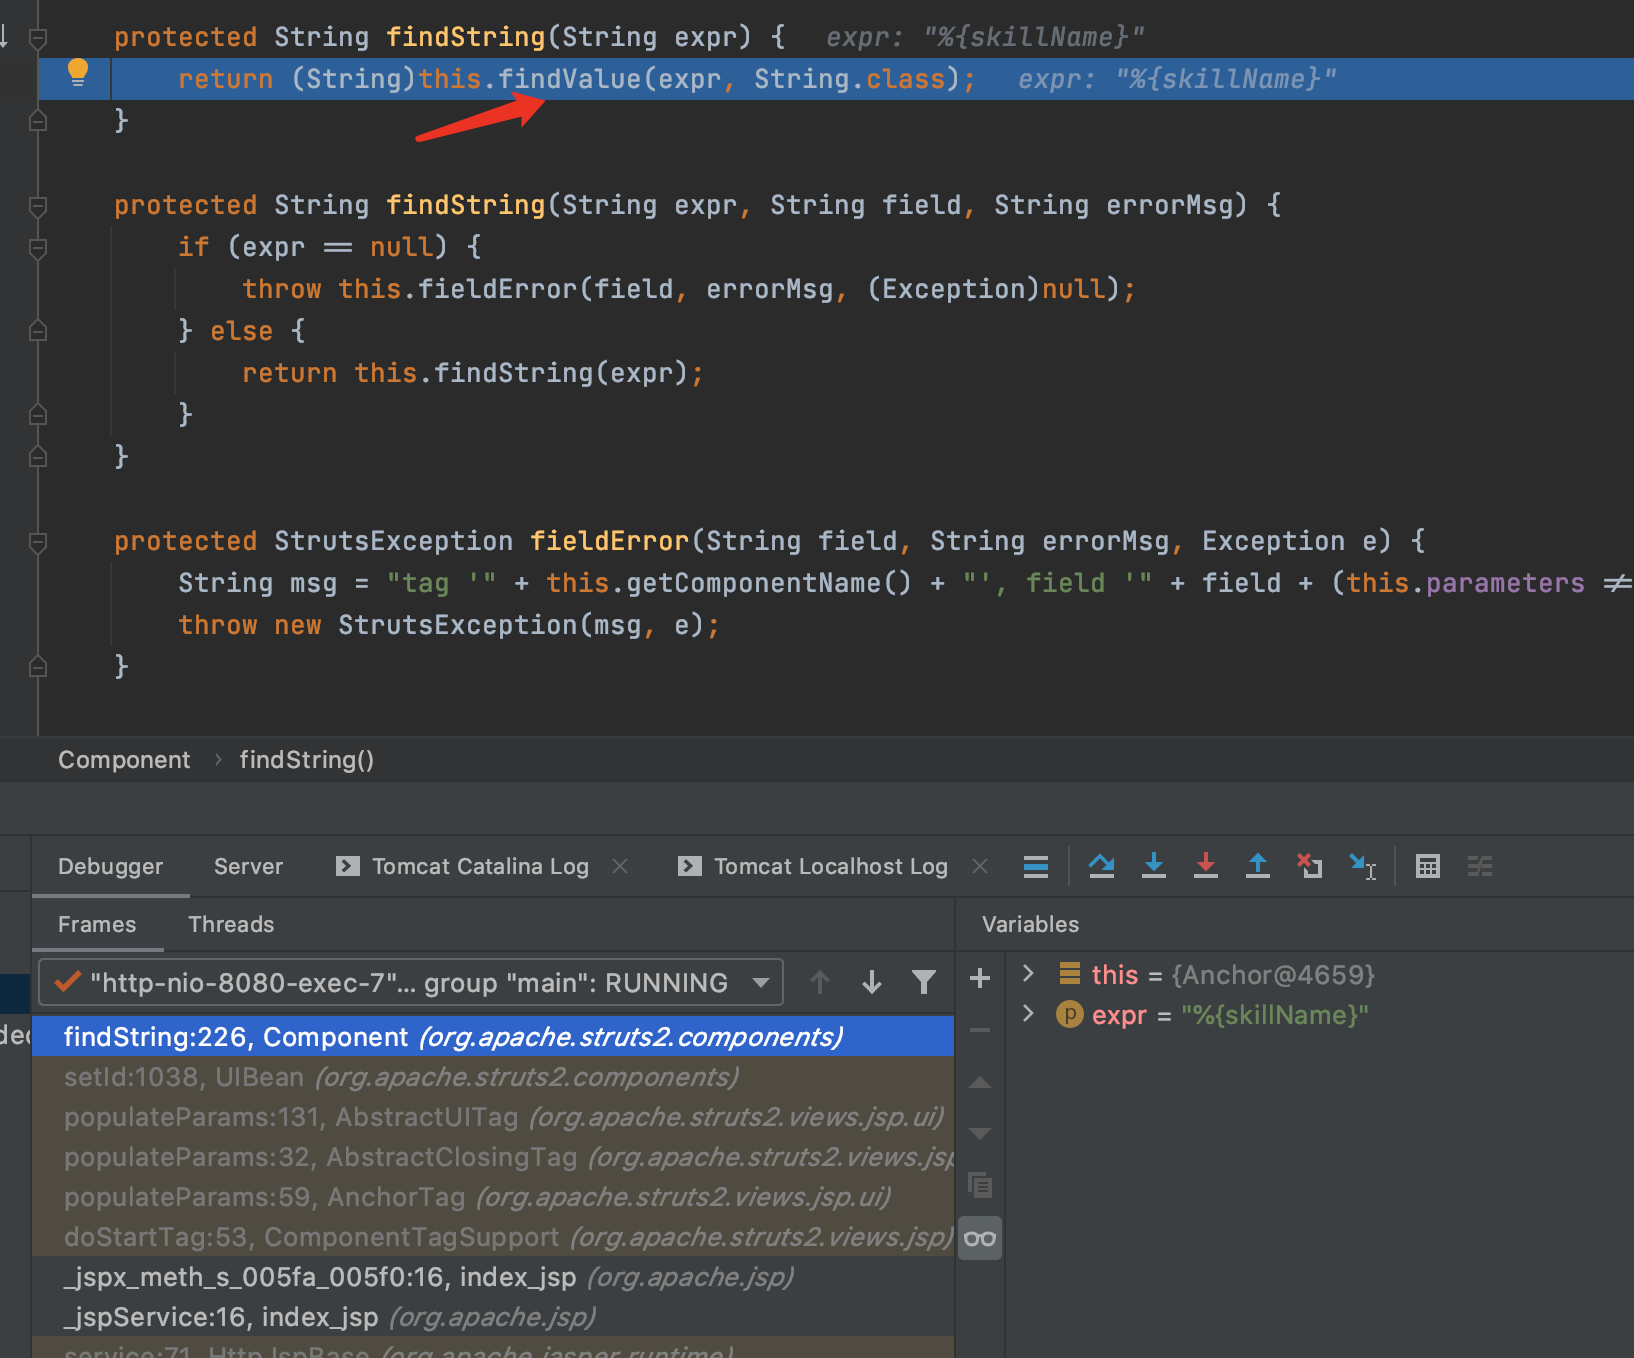 protected String findString(String expr) {   expr: "%{skillName}"
return (String)this.findValue(expr, String.class);   expr: "%{skillName}"
}
protected String findString(String expr, String field, String errorMsg) {
if (expr == null) {
throw this.fieldError(field, errorMsg, (Exception)null);
} else {
return this.findString(expr);
}
}
protected StrutsException fieldError(String field, String errorMsg, Exception e) {
String msg = "tag '" + this.getComponentName() + "', field '" + field + (this.parameters !=
throw new StrutsException(msg, e);
}
Component > findString()
Debugger Server Tomcat Catalina Log Tomcat Localhost Log
Frames Threads Variables
"http-nio-8080-exec-7"... group "main": RUNNING
this = {Anchor@4659}
expr = "%{skillName}"
findString:226, Component (org.apache.struts2.components)
setId:1038, UIBean (org.apache.struts2.components)
populateParams:131, AbstractUITag (org.apache.struts2.views.jsp.ui)
populateParams:32, AbstractClosingTag (org.apache.struts2.views.jsp
populateParams:59, AnchorTag (org.apache.struts2.views.jsp.ui)
doStartTag:53, ComponentTagSupport (org.apache.struts2.views.jsp)
_jspx_meth_s_005fa_005f0:16, index_jsp (org.apache.jsp)
_jspService:16, index_jsp (org.apache.jsp)
service:71, HttpJspBase (org.apache.jasper.runtime)